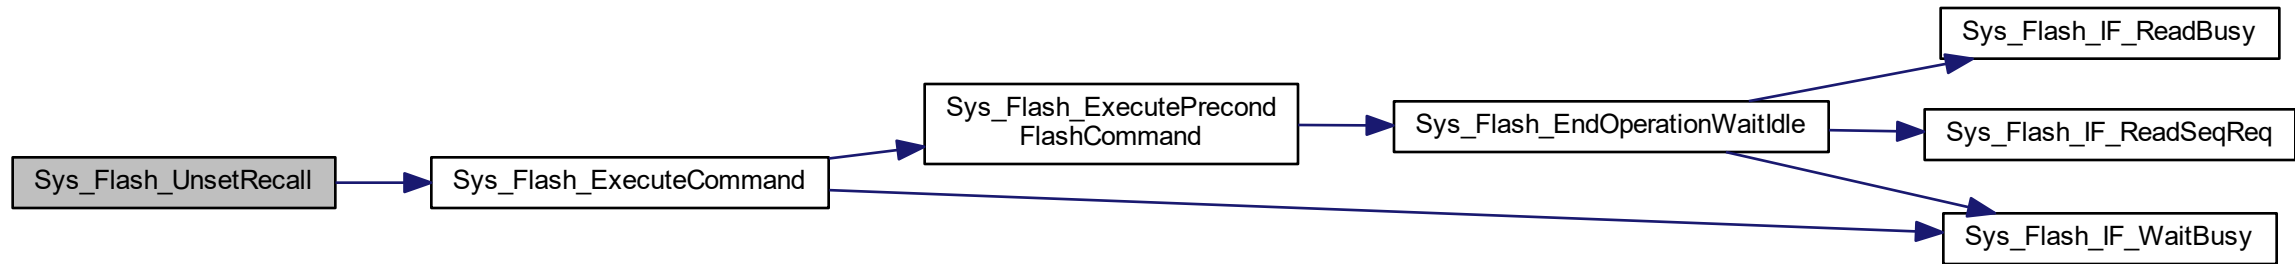 Sys_Flash_UnsetRecall
Sys_Flash_ExecuteCommand
Sys_Flash_ExecutePrecond
FlashCommand
Sys_Flash_EndOperationWaitIdle
Sys_Flash_IF_ReadBusy
Sys_Flash_IF_ReadSeqReq
Sys_Flash_IF_WaitBusy